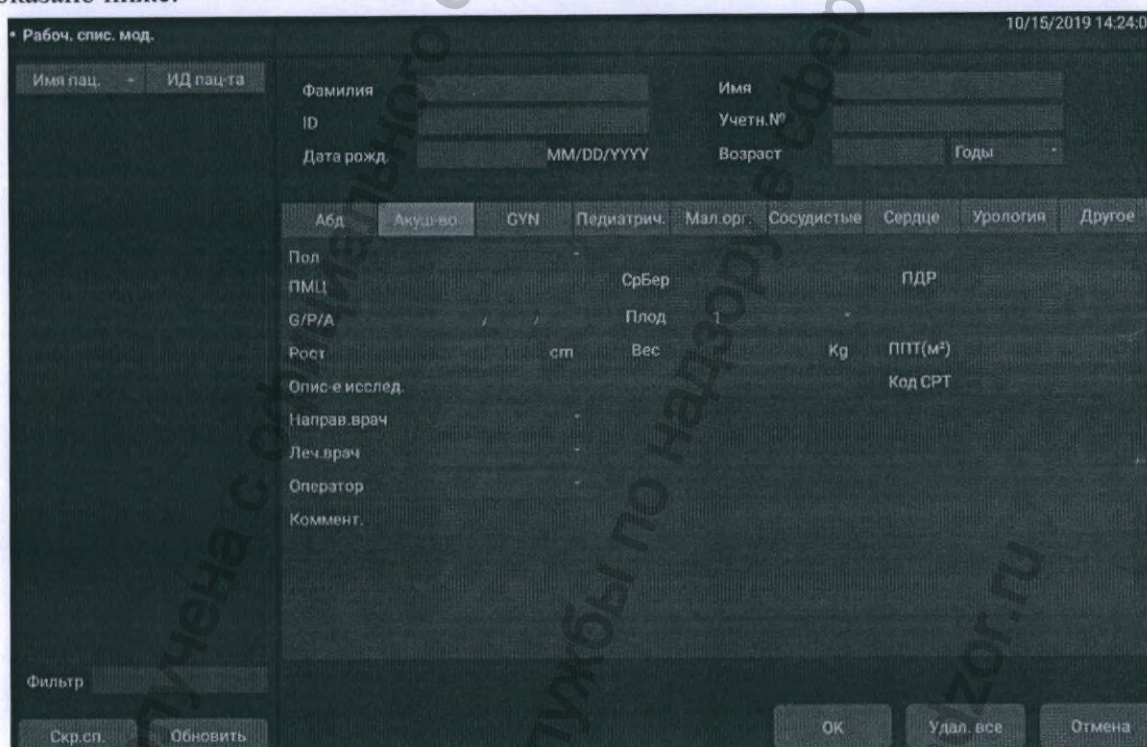 • Рабоч. спис. мод.
10/15/2019 14:24:0
Имя пац. ИД пац-та
Фамилия Имя
ID Учетн.№
Дата рожд. MM/DD/YYYY Возраст Годы
Абд Акуш-во GYN Педиатрич. Мал.орг. Сосудистые Сердце Урология Другое
Пол
ПМЦ СрБер ПДР
G/P/A / / Плод 1
Рост cm Вес Kg ППТ(м²)
Опис-е исслед. Код CPT
Направ.врач
Леч.врач
Оператор
Коммент.
Фильтр
Скр.сп. Обновить OK Удал. все Отмена